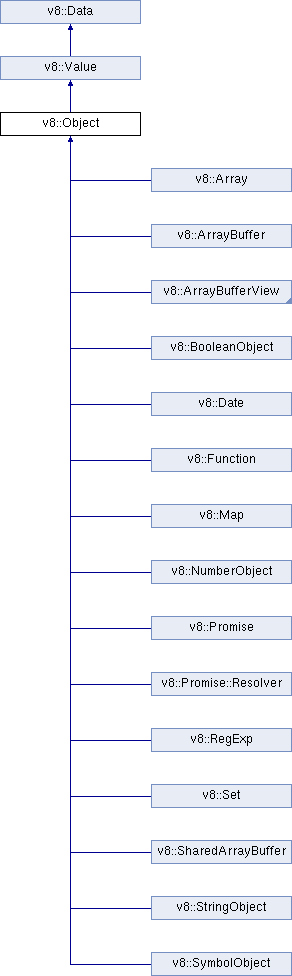 v8::Data
v8::Value
v8::Object
v8::Array
v8::ArrayBuffer
v8::ArrayBufferView
v8::BooleanObject
v8::Date
v8::Function
v8::Map
v8::NumberObject
v8::Promise
v8::Promise::Resolver
v8::RegExp
v8::Set
v8::SharedArrayBuffer
v8::StringObject
v8::SymbolObject